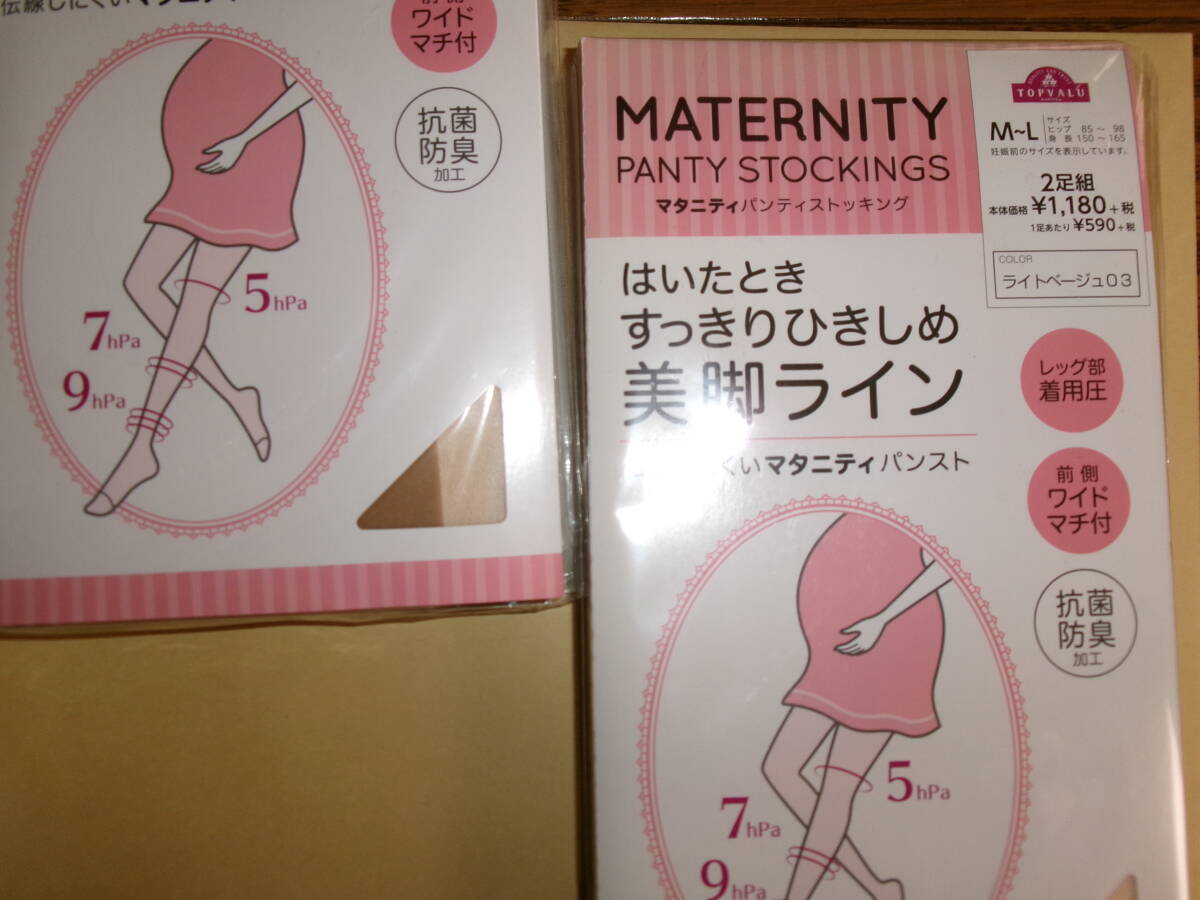 伝線しにくいマタニティ
前側
ワイド
マチ付
抗菌
防臭
加工
5hPa
7hPa
9hPa
MATERNITY
PANTY STOCKINGS
マタニティパンティストッキング
TOPVALU
M~L
サイズ
ヒップ 85~98
身長 150~165
妊娠前のサイズを表示しています。
2足組
本体価格 ¥1,180+税
1足あたり ¥590+税
COLOR
ライトベージュ03
はいたとき
すっきりひきしめ
美脚ライン
くいマタニティパンスト
レッグ部
着用圧
前側
ワイド
マチ付
抗菌
防臭
加工
5hPa
7hPa
9hPa